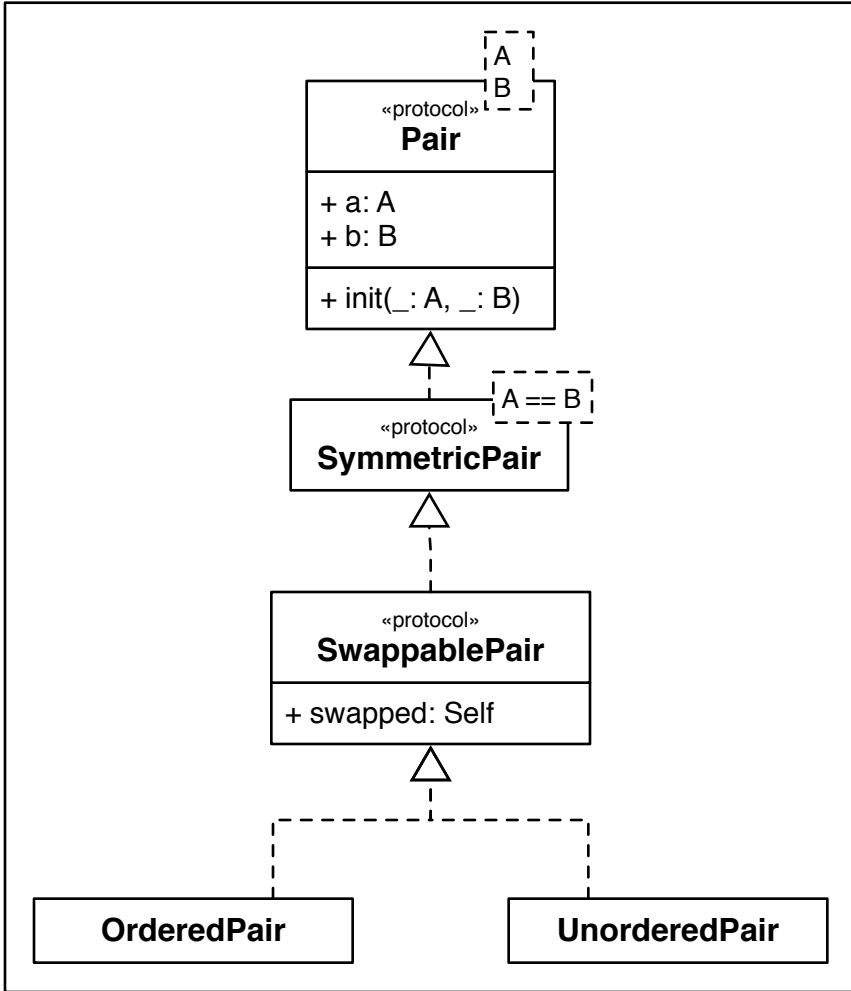 A
B
«protocol»
Pair
+ a: A
+ b: B
+ init(_: A, _: B)
A == B
«protocol»
SymmetricPair
«protocol»
SwappablePair
+ swapped: Self
OrderedPair
UnorderedPair